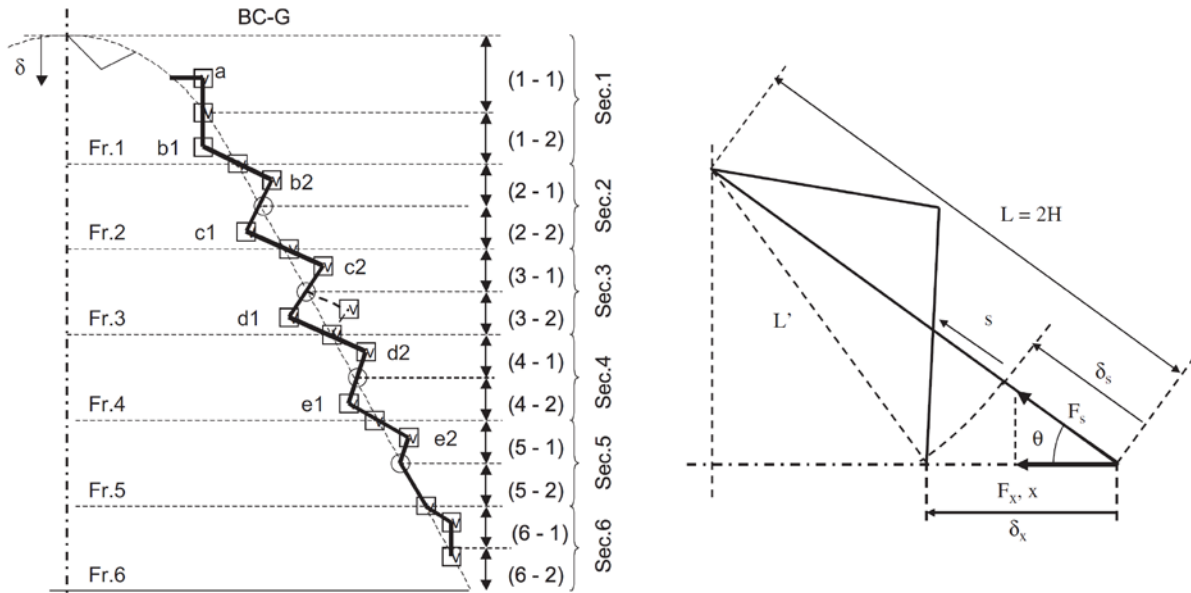 BC-G
δ
a
(1 - 1)
Sec.1
(1 - 2)
Fr.1
b1
b2
(2 - 1)
Sec.2
(2 - 2)
Fr.2
c1
c2
(3 - 1)
Sec.3
(3 - 2)
Fr.3
d1
d2
(4 - 1)
Sec.4
(4 - 2)
Fr.4
e1
e2
(5 - 1)
Sec.5
(5 - 2)
Fr.5
(6 - 1)
Sec.6
(6 - 2)
Fr.6
L = 2H
L'
s
δs
Fs
θ
Fx, x
δx